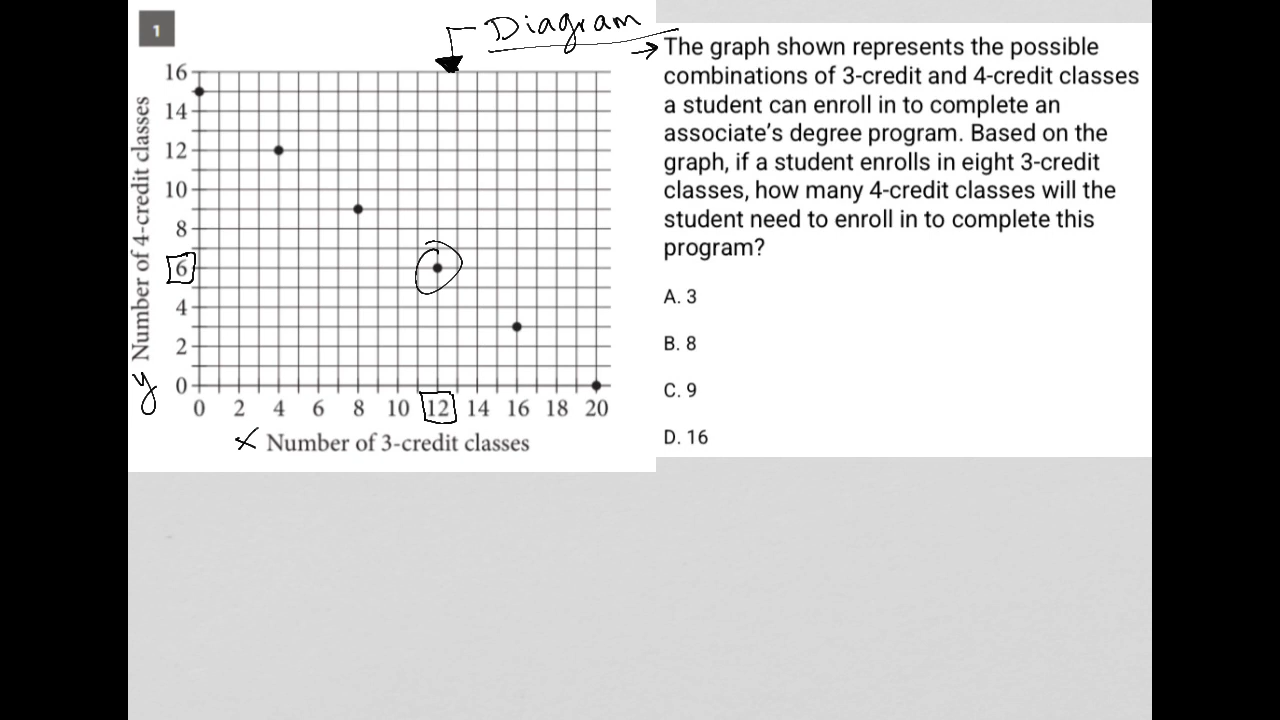 1
Diagram
16
14
12
10
8
6
4
2
0
Number of 4-credit classes
y
0 2 4 6 8 10 12 14 16 18 20
x Number of 3-credit classes
The graph shown represents the possible
combinations of 3-credit and 4-credit classes
a student can enroll in to complete an
associate’s degree program. Based on the
graph, if a student enrolls in eight 3-credit
classes, how many 4-credit classes will the
student need to enroll in to complete this
program?
A. 3
B. 8
C. 9
D. 16